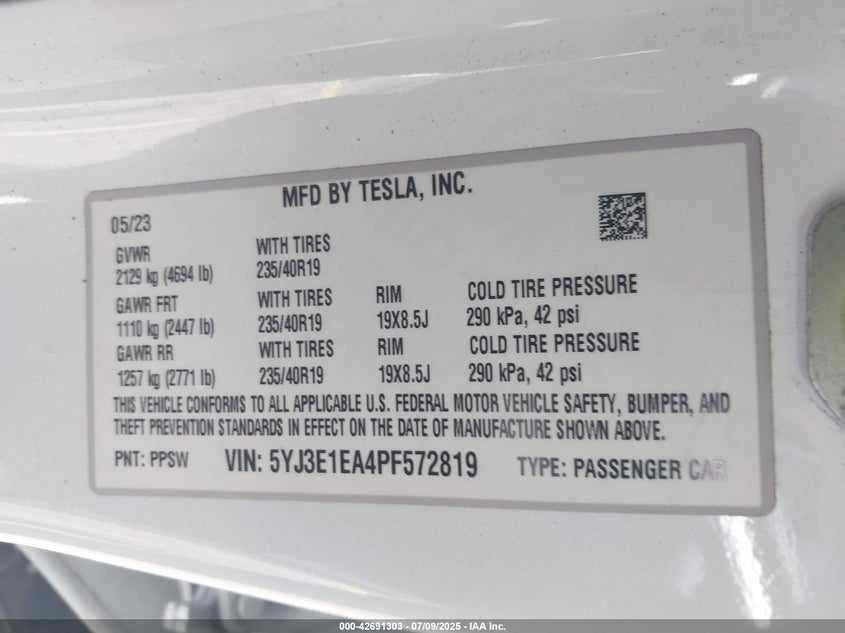 MFD BY TESLA, INC.
05/23
GVWR WITH TIRES
2129 kg (4694 lb) 235/40R19
GAWR FRT WITH TIRES RIM COLD TIRE PRESSURE
1110 kg (2447 lb) 235/40R19 19X8.5J 290 kPa, 42 psi
GAWR RR WITH TIRES RIM COLD TIRE PRESSURE
1257 kg (2771 lb) 235/40R19 19X8.5J 290 kPa, 42 psi
THIS VEHICLE CONFORMS TO ALL APPLICABLE U.S. FEDERAL MOTOR VEHICLE SAFETY, BUMPER, AND
THEFT PREVENTION STANDARDS IN EFFECT ON THE DATE OF MANUFACTURE SHOWN ABOVE.
PNT: PPSW VIN: 5YJ3E1EA4PF572819 TYPE: PASSENGER CAR
000-42691303 - 07/09/2025 - IAA Inc.